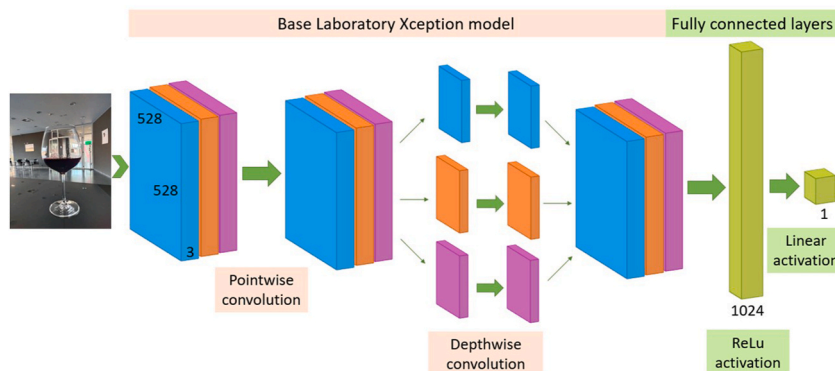 Base Laboratory Xception model
Fully connected layers
528
528
3
Pointwise
convolution
Depthwise
convolution
1
Linear
activation
1024
ReLu
activation